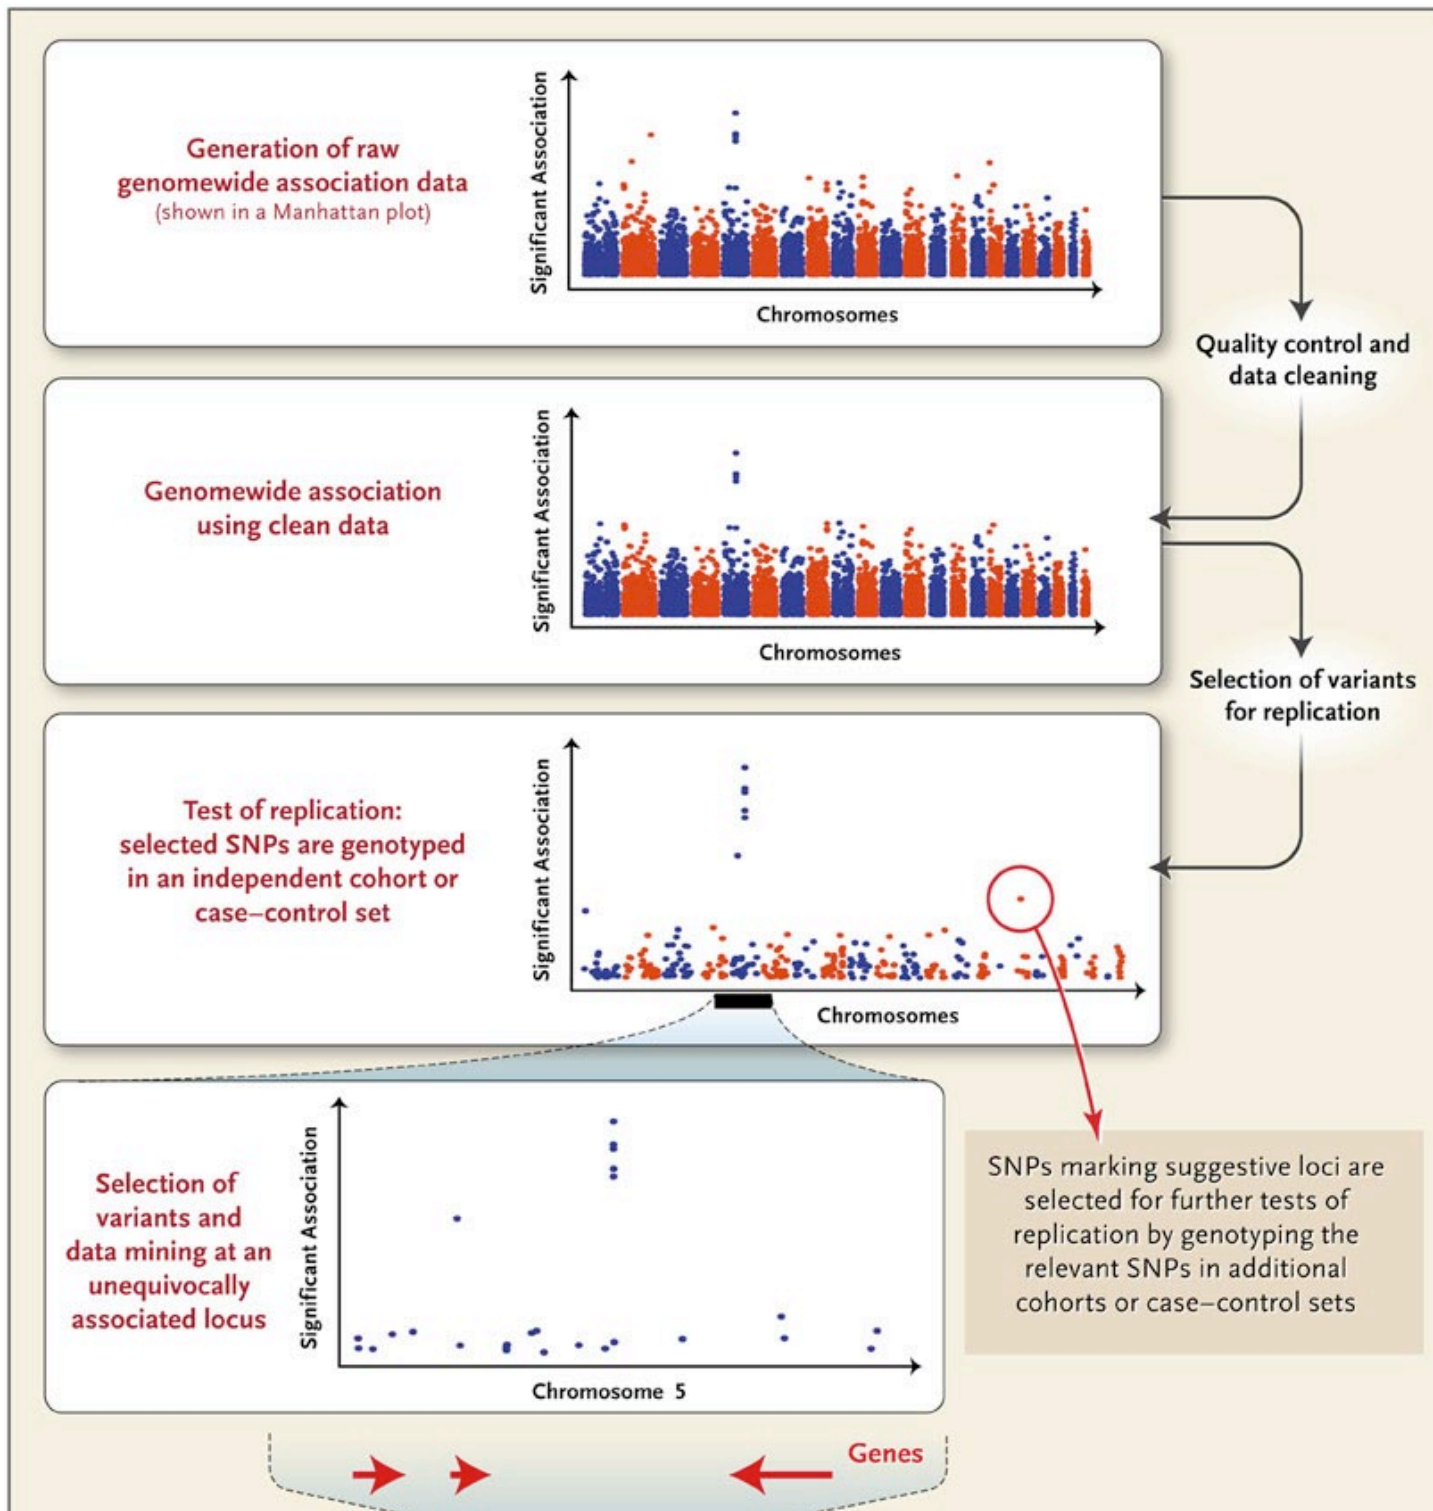 Generation of raw
genomewide association data
(shown in a Manhattan plot)
Significant Association
Chromosomes
Quality control and
data cleaning
Genomewide association
using clean data
Significant Association
Chromosomes
Selection of variants
for replication
Test of replication:
selected SNPs are genotyped
in an independent cohort or
case–control set
Significant Association
Chromosomes
Selection of
variants and
data mining at an
unequivocally
associated locus
Significant Association
Chromosome 5
SNPs marking suggestive loci are
selected for further tests of
replication by genotyping the
relevant SNPs in additional
cohorts or case–control sets
Genes